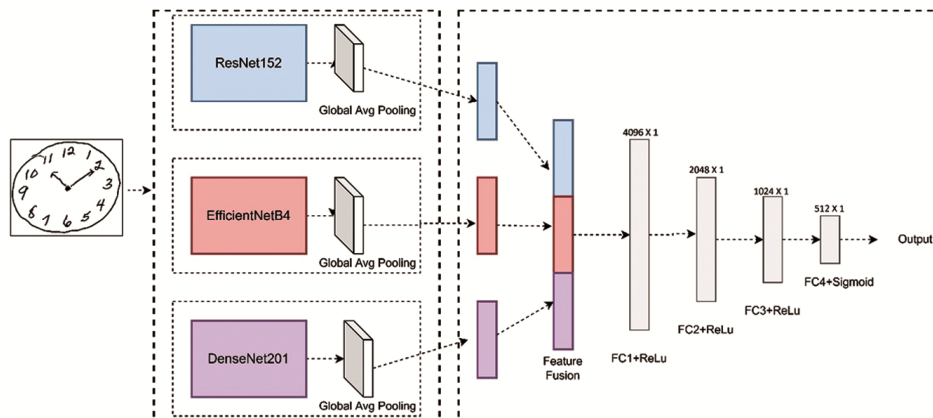 ResNet152
Global Avg Pooling
11 12 1
10 2
9 3
8 4
7 6 5
EfficientNetB4
Global Avg Pooling
DenseNet201
Global Avg Pooling
Feature
Fusion
4096 X 1
FC1+ReLu
2048 X 1
FC2+ReLu
1024 X 1
FC3+ReLu
512 X 1
FC4+Sigmoid
Output